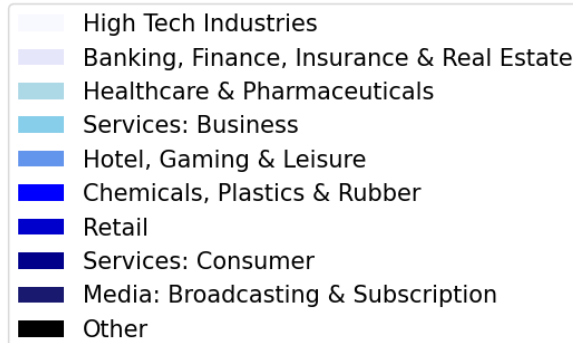 High Tech Industries
Banking, Finance, Insurance & Real Estate
Healthcare & Pharmaceuticals
Services: Business
Hotel, Gaming & Leisure
Chemicals, Plastics & Rubber
Retail
Services: Consumer
Media: Broadcasting & Subscription
Other